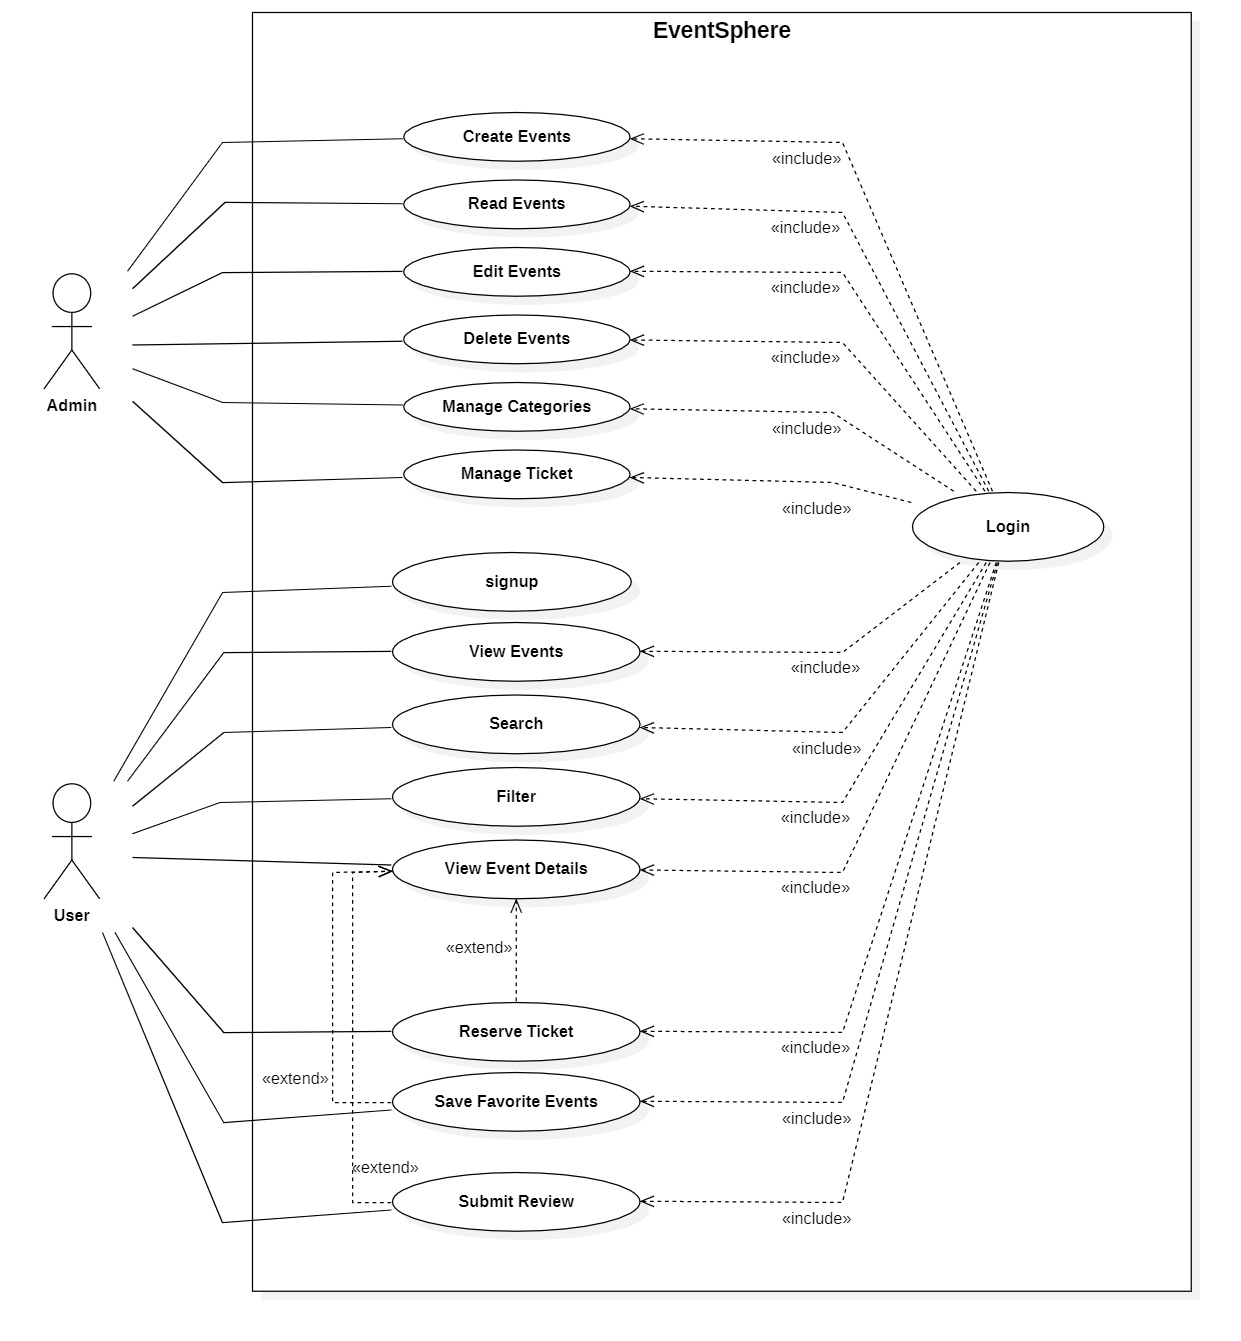 EventSphere
Create Events
«include»
Read Events
«include»
Edit Events
«include»
Delete Events
«include»
Admin
Manage Categories
«include»
Manage Ticket
«include»
Login
signup
View Events
«include»
Search
«include»
Filter
«include»
View Event Details
«include»
User
«extend»
Reserve Ticket
«include»
«extend»
Save Favorite Events
«include»
«extend»
Submit Review
«include»